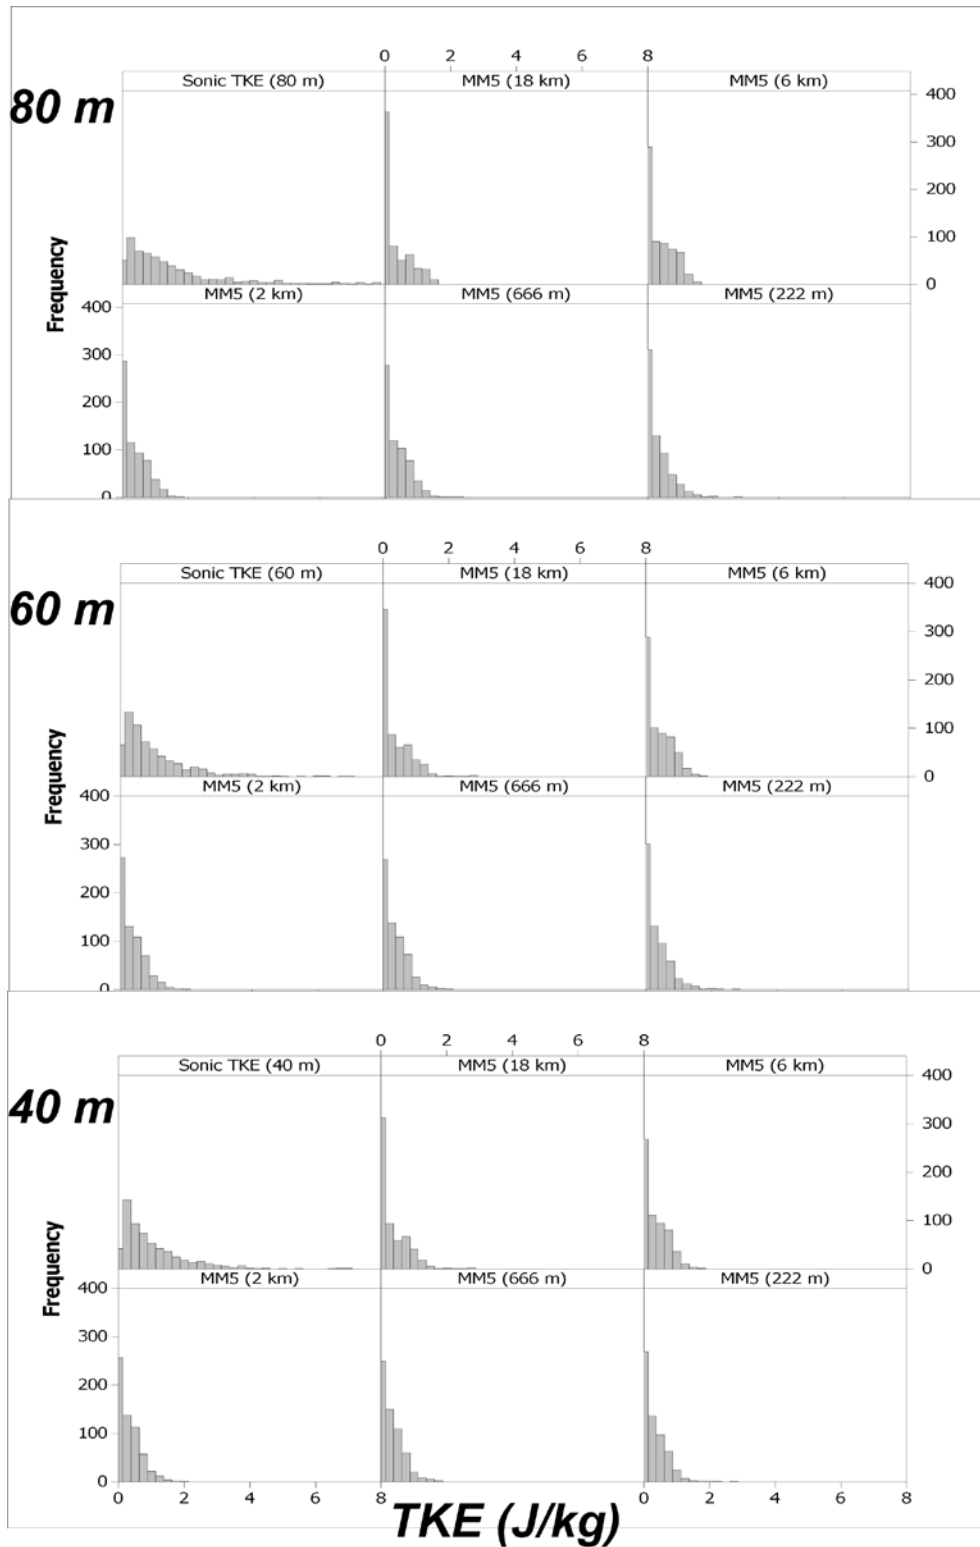 0 2 4 6 8
Sonic TKE (80 m) MM5 (18 km) MM5 (6 km)
80 m
400
300
200
100
0
MM5 (2 km) MM5 (666 m) MM5 (222 m)
Frequency
400
300
200
100
0
0 2 4 6 8
Sonic TKE (60 m) MM5 (18 km) MM5 (6 km)
60 m
400
300
200
100
0
MM5 (2 km) MM5 (666 m) MM5 (222 m)
Frequency
400
300
200
100
0
0 2 4 6 8
Sonic TKE (40 m) MM5 (18 km) MM5 (6 km)
40 m
400
300
200
100
0
MM5 (2 km) MM5 (666 m) MM5 (222 m)
Frequency
400
300
200
100
0
0 2 4 6 8 0 2 4 6 8
TKE (J/kg)